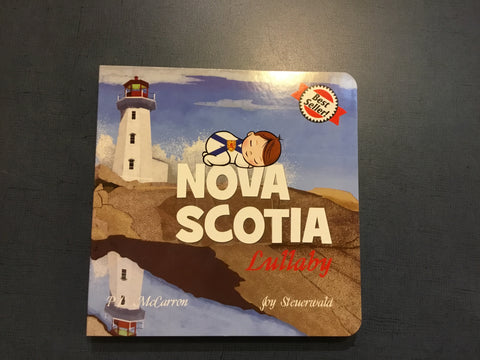 Best
Seller!
NOVA
SCOTIA
Lullaby
McCarron Joy Steuerwald